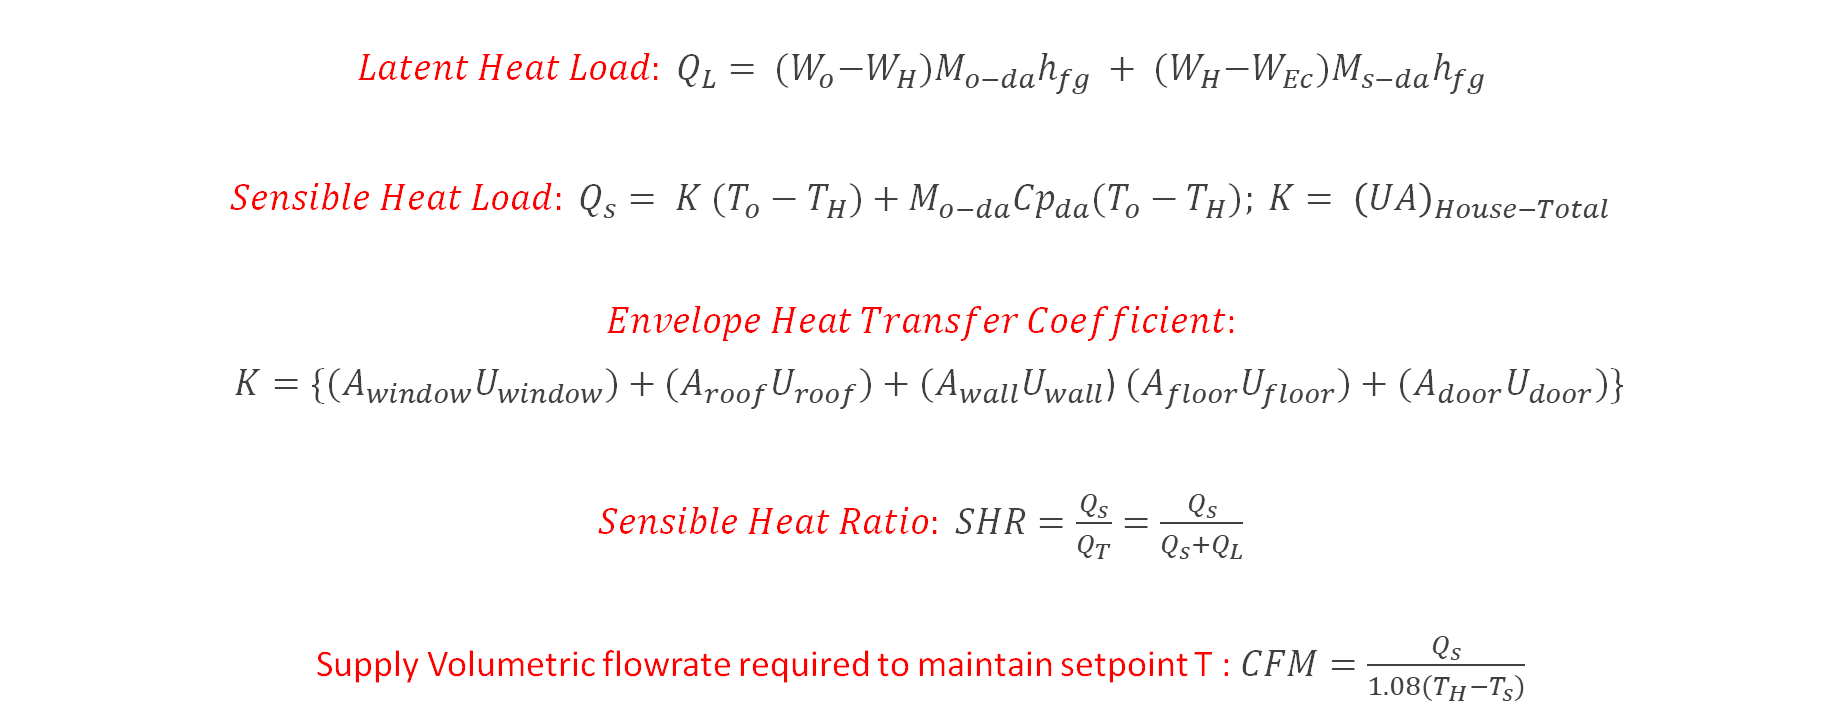 Latent Heat Load: Q_L = (W_o−W_H)M_{o−da}h_{fg} + (W_H−W_{Ec})M_{s−da}h_{fg}
Sensible Heat Load: Q_s = K (T_o − T_H) + M_{o−da}Cp_{da}(T_o − T_H); K = (UA)_{House−Total}
Envelope Heat Transfer Coefficient:
K = {(A_{window}U_{window}) + (A_{roof}U_{roof}) + (A_{wall}U_{wall}) (A_{floor}U_{floor}) + (A_{door}U_{door})}
Sensible Heat Ratio: SHR = \frac{Q_s}{Q_T} = \frac{Q_s}{Q_s+Q_L}
Supply Volumetric flowrate required to maintain setpoint T : CFM = \frac{Q_s}{1.08(T_H−T_s)}